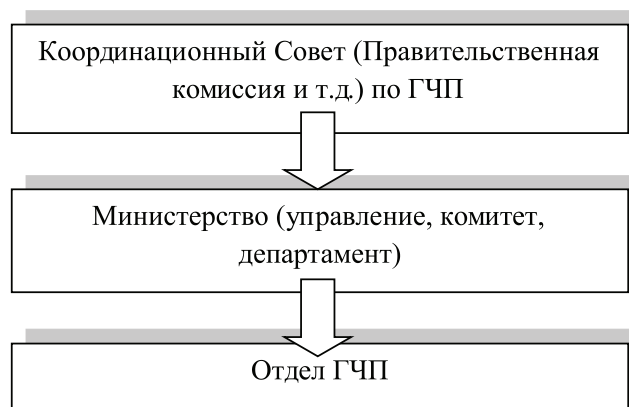 Координационный Совет (Правительственная
комиссия и т.д.) по ГЧП
Министерство (управление, комитет,
департамент)
Отдел ГЧП